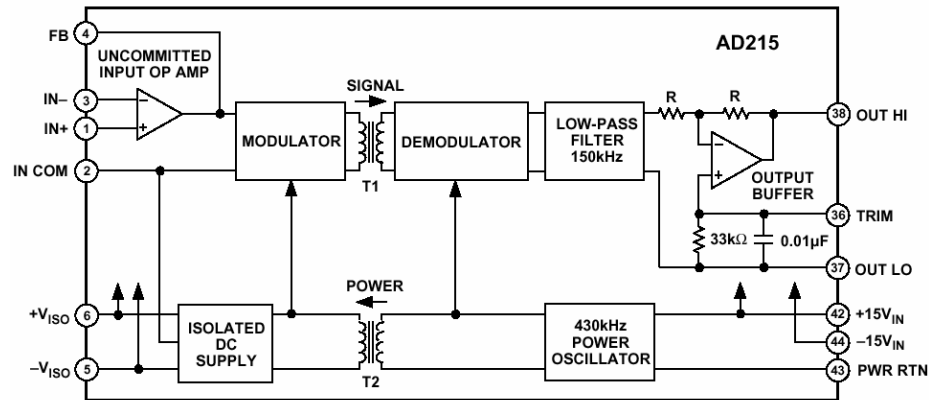 FB
4
UNCOMMITTED
INPUT OP AMP
AD215
IN–
3
–
IN+
1
+
IN COM
2
MODULATOR
SIGNAL
T1
DEMODULATOR
LOW-PASS
FILTER
150kHz
R
R
–
+
OUTPUT
BUFFER
38
OUT HI
36
TRIM
33kΩ
0.01µF
37
OUT LO
+VISO
6
–VISO
5
ISOLATED
DC
SUPPLY
POWER
T2
430kHz
POWER
OSCILLATOR
42
+15VIN
44
–15VIN
43
PWR RTN